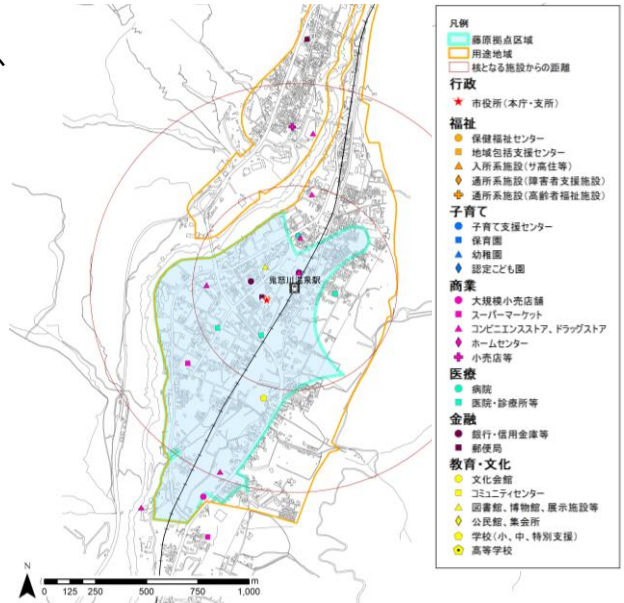 凡例
藤原拠点区域
用途地域
核となる施設からの距離
行政
市役所(本庁・支所)
福祉
保健福祉センター
地域包括支援センター
入所系施設(サ高住等)
通所系施設(障害者支援施設)
通所系施設(高齢者福祉施設)
子育て
子育て支援センター
保育園
幼稚園
認定こども園
商業
大規模小売店舗
スーパーマーケット
コンビニエンスストア、ドラッグストア
ホームセンター
小売店等
医療
病院
医院・診療所等
金融
銀行・信用金庫等
郵便局
教育・文化
文化会館
コミュニティセンター
図書館、博物館、展示施設等
公民館、集会所
学校(小、中、特別支援)
高等学校
鬼怒川温泉駅
N
0 125 250 500 750 1,000
m